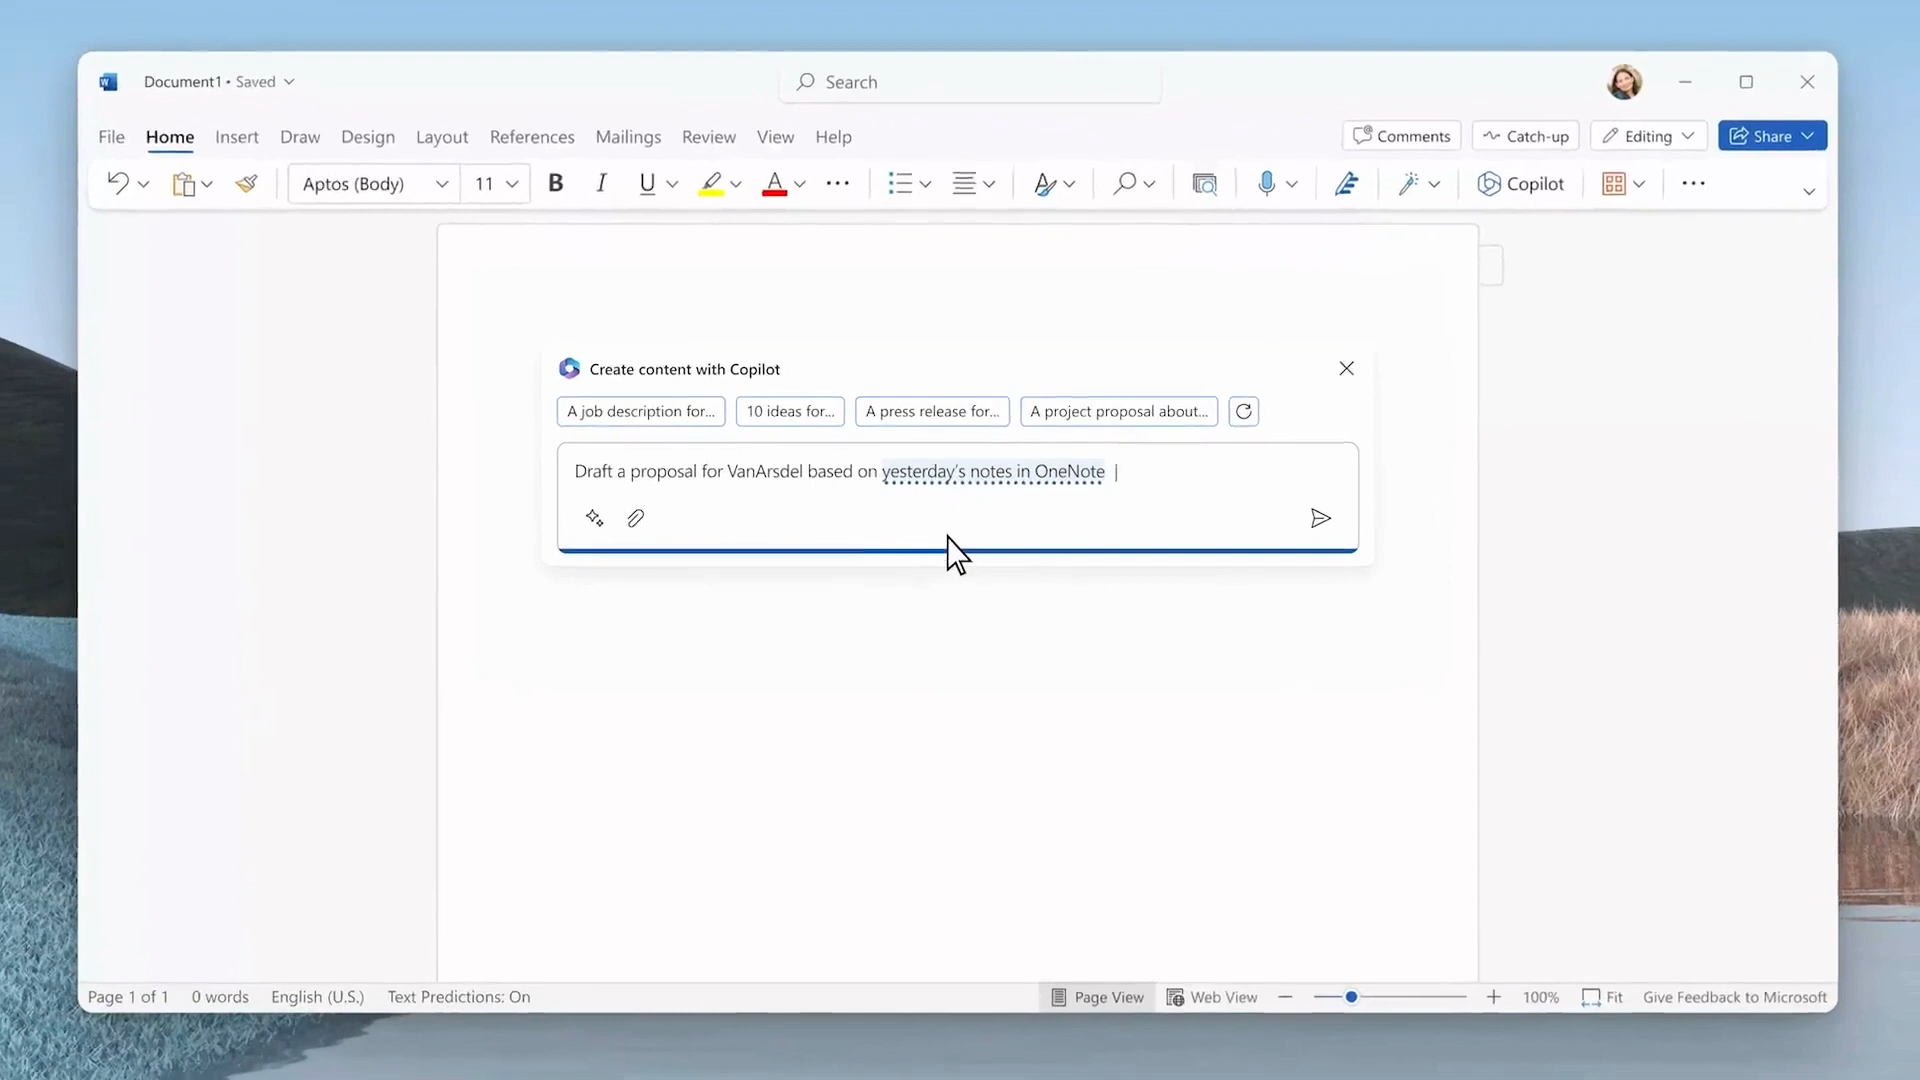 Document1 • Saved
Search
File Home Insert Draw Design Layout References Mailings Review View Help
Comments Catch-up Editing Share
Aptos (Body) 11 B I U A Copilot
Create content with Copilot
A job description for... 10 ideas for... A press release for... A project proposal about...
Draft a proposal for VanArsdel based on yesterday's notes in OneNote
Page 1 of 1 0 words English (U.S.) Text Predictions: On Page View Web View 100% Fit Give Feedback to Microsoft